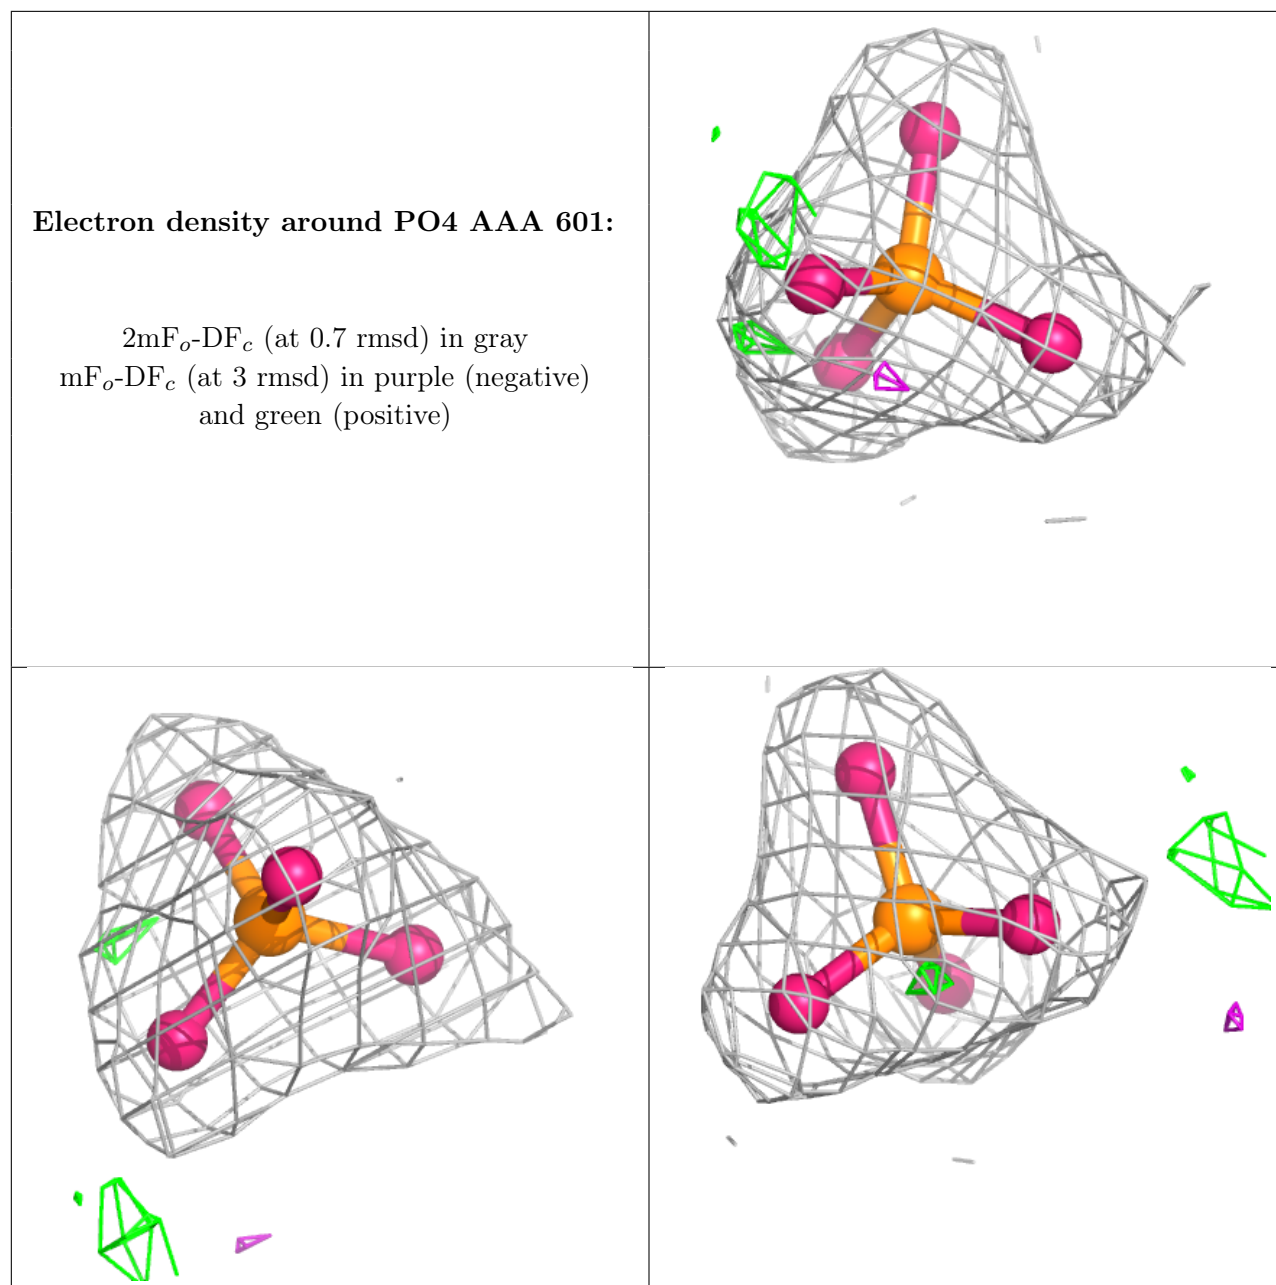 Electron density around PO4 AAA 601:
2mFo-DFc (at 0.7 rmsd) in gray
mFo-DFc (at 3 rmsd) in purple (negative)
and green (positive)